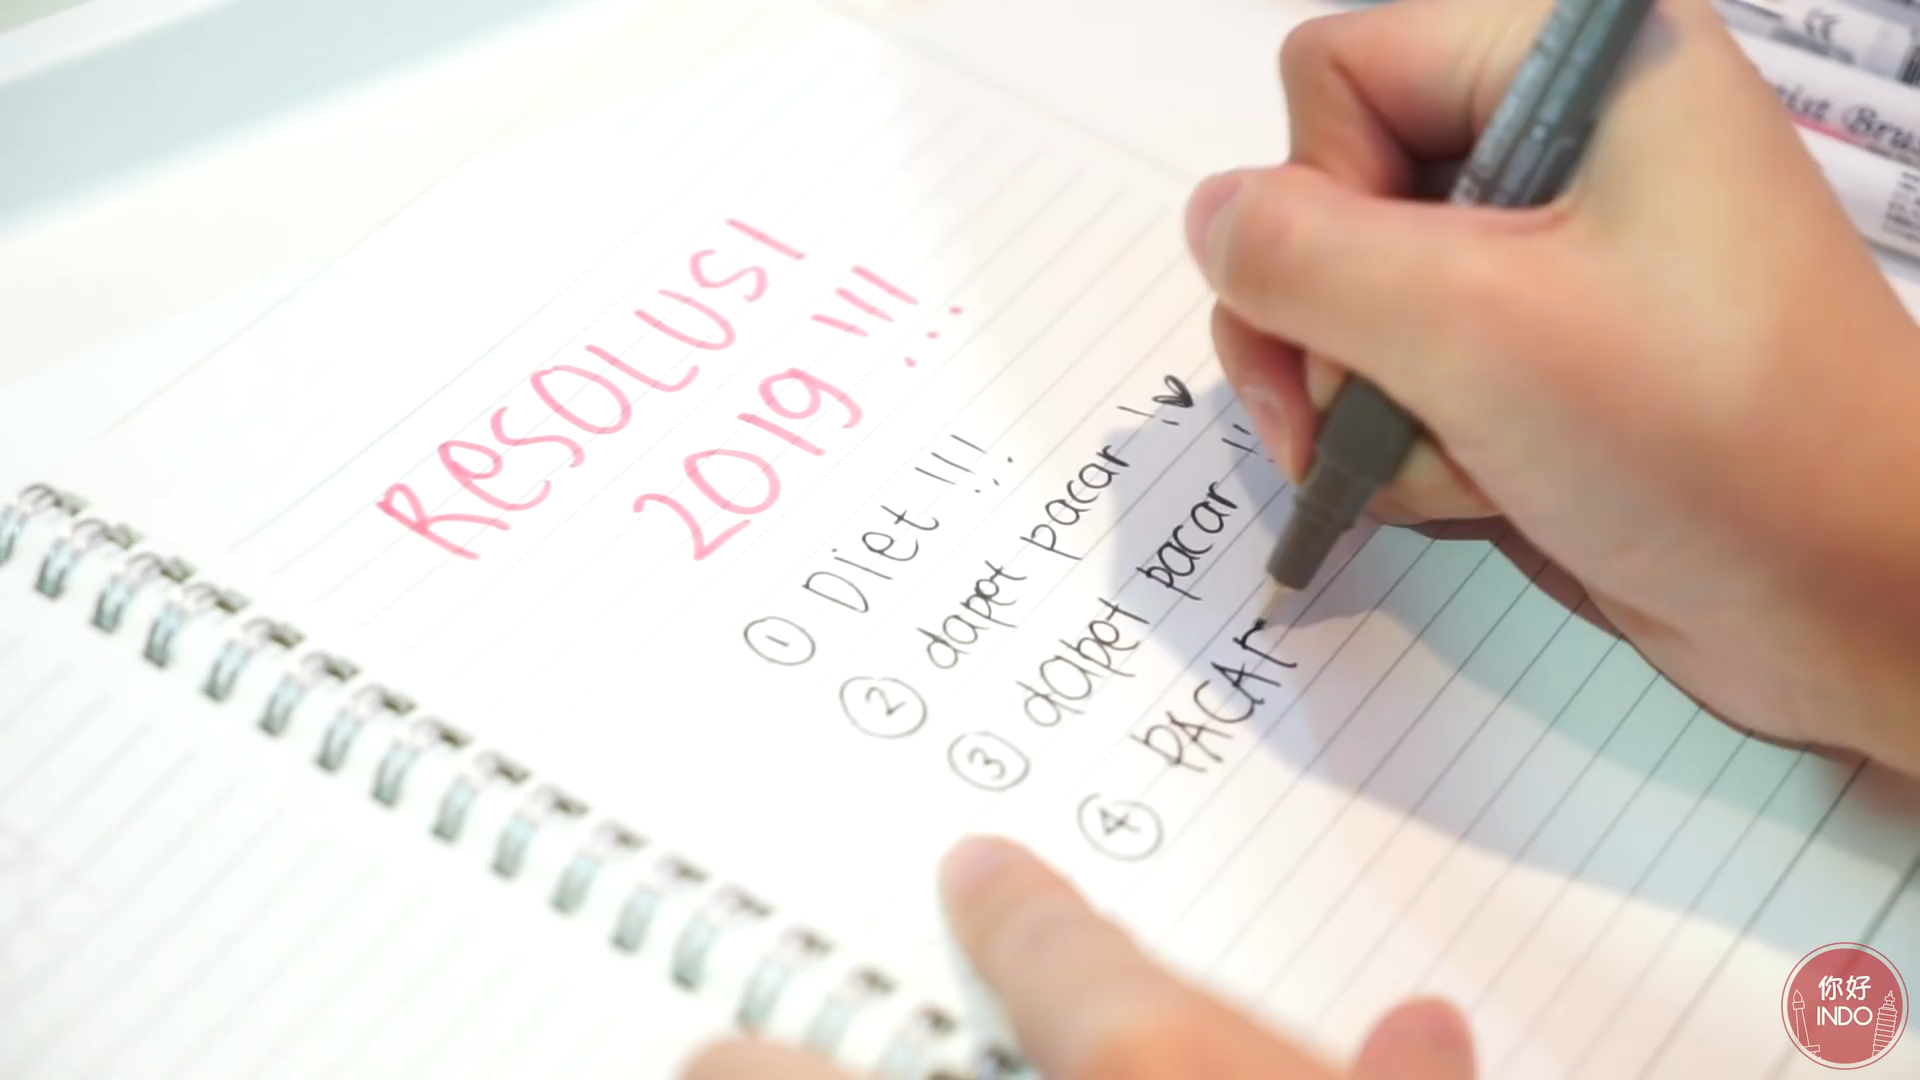 RESOLUSI
2019 !!!
① Diet !!!
② dapet pacar !! ♥
③ dapet pacar !!
④ PACAr
你好
INDO